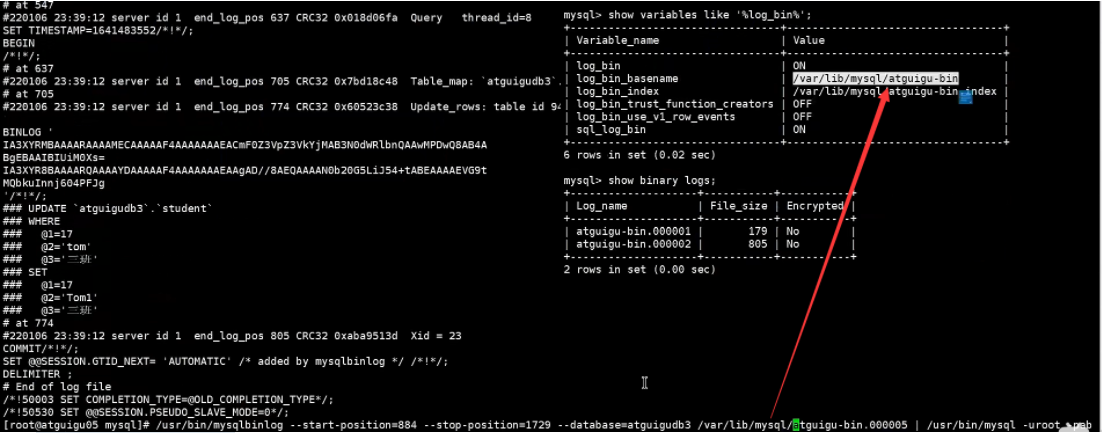 # at 547
#220106 23:39:12 server id 1  end_log_pos 637 CRC32 0x018d06fa  Query   thread_id=8
SET TIMESTAMP=1641483552/*!*/;
BEGIN
/*!*/;
# at 637
#220106 23:39:12 server id 1  end_log_pos 705 CRC32 0x7bd18c48  Table_map: `atguigudb3`.
# at 705
#220106 23:39:12 server id 1  end_log_pos 774 CRC32 0x60523c38  Update_rows: table id 94
BINLOG '
IA3XYRMBAAAARAAAAMECAAAAAF4AAAAAAAEACmF0Z3VpZ3VkYjMAB3N0dWRlbnQAAwMPDwQ8AB4A
BgEBAAIBIUiM0Xs=
IA3XYR8BAAAARQAAAAYDAAAAAF4AAAAAAAEAAgAD//8AEQAAAAN0b20G5LiJ54+tABEAAAAEVG9t
MQbkuInnj604PFJg
'/*!*/;
### UPDATE `atguigudb3`.`student`
### WHERE
###   @1=17
###   @2='tom'
###   @3='三班'
### SET
###   @1=17
###   @2='Tom1'
###   @3='三班'
# at 774
#220106 23:39:12 server id 1  end_log_pos 805 CRC32 0xaba9513d  Xid = 23
COMMIT/*!*/;
SET @@SESSION.GTID_NEXT= 'AUTOMATIC' /* added by mysqlbinlog */ /*!*/;
DELIMITER ;
# End of log file
/*!50003 SET COMPLETION_TYPE=@OLD_COMPLETION_TYPE*/;
/*!50530 SET @@SESSION.PSEUDO_SLAVE_MODE=0*/;
mysql> show variables like '%log_bin%';
| Variable_name | Value |
| log_bin | ON
| log_bin_basename | /var/lib/mysql/atguigu-bin
| log_bin_index | /var/lib/mysql/atguigu-bin.index |
| log_bin_trust_function_creators | OFF
| log_bin_use_v1_row_events | OFF
| sql_log_bin | ON
6 rows in set (0.02 sec)
mysql> show binary logs;
| Log_name | File_size | Encrypted |
| atguigu-bin.000001 | 179 | No |
| atguigu-bin.000002 | 805 | No |
2 rows in set (0.00 sec)
[root@atguigu05 mysql]# /usr/bin/mysqlbinlog --start-position=884 --stop-position=1729 --database=atguigudb3 /var/lib/mysql/atguigu-bin.000005 | /usr/bin/mysql -uroot